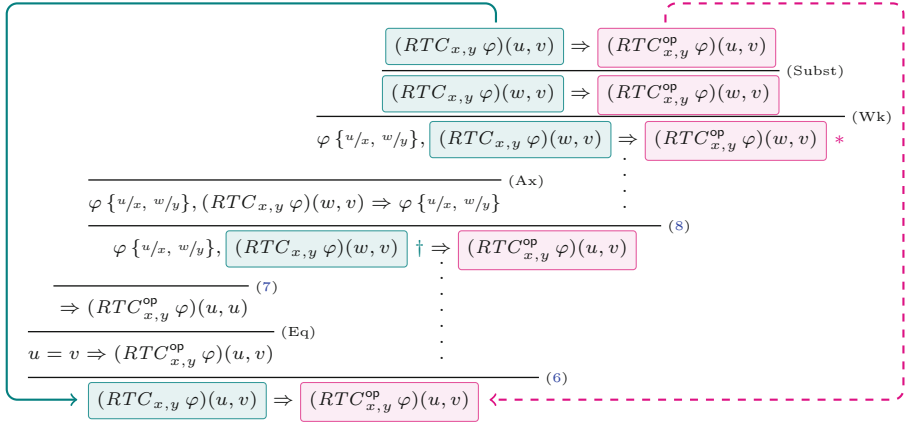 (RTC_{x,y} φ)(u, v) ⇒ (RTC^{op}_{x,y} φ)(u, v)
(Subst)
(RTC_{x,y} φ)(w, v) ⇒ (RTC^{op}_{x,y} φ)(w, v)
(Wk)
φ {u/x, w/y}, (RTC_{x,y} φ)(w, v) ⇒ (RTC^{op}_{x,y} φ)(w, v) *
(Ax)
φ {u/x, w/y}, (RTC_{x,y} φ)(w, v) ⇒ φ {u/x, w/y}
(8)
φ {u/x, w/y}, (RTC_{x,y} φ)(w, v) † ⇒ (RTC^{op}_{x,y} φ)(u, v)
(7)
⇒ (RTC^{op}_{x,y} φ)(u, u)
(Eq)
u = v ⇒ (RTC^{op}_{x,y} φ)(u, v)
(6)
(RTC_{x,y} φ)(u, v) ⇒ (RTC^{op}_{x,y} φ)(u, v)